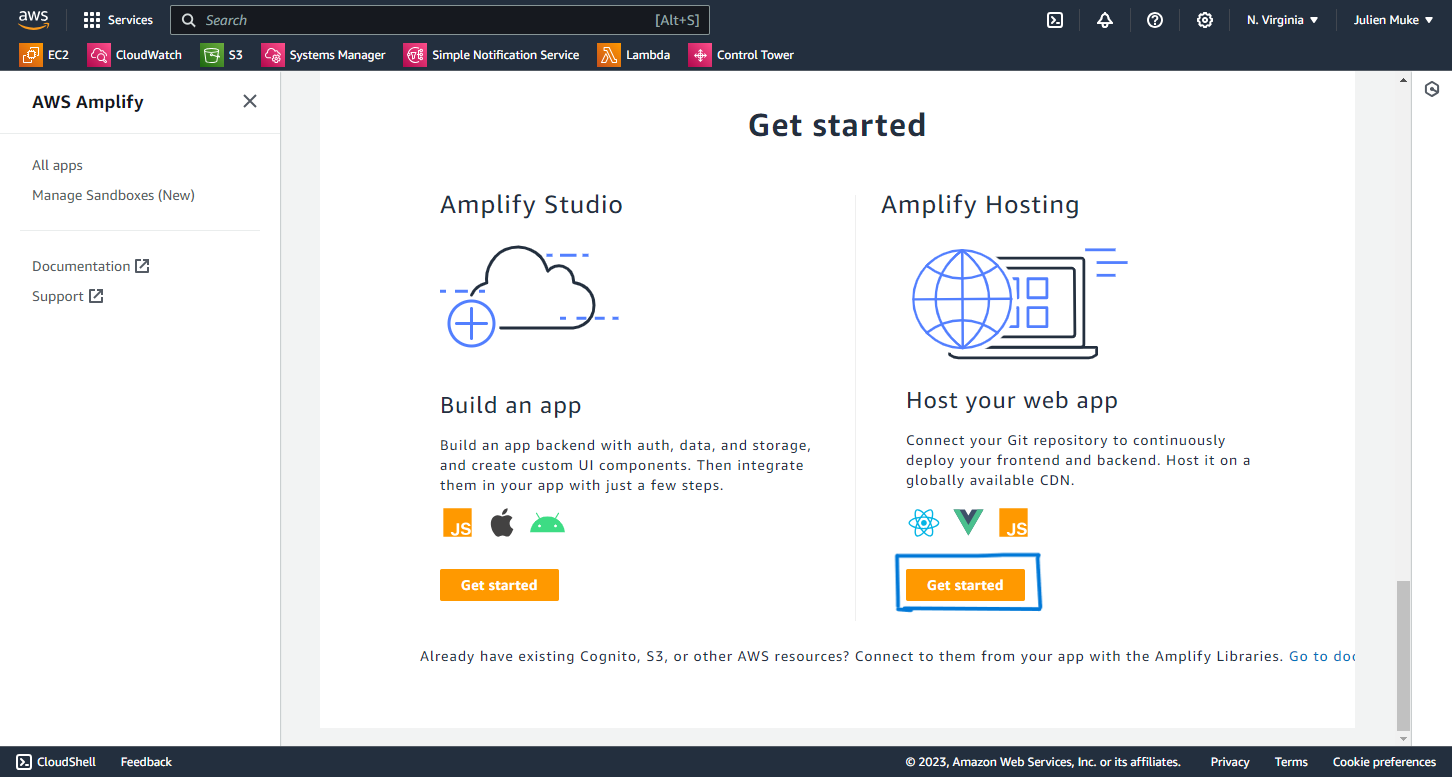 aws Services Search [Alt+S] N. Virginia Julien Muke
EC2 CloudWatch S3 Systems Manager Simple Notification Service Lambda Control Tower
AWS Amplify
All apps
Manage Sandboxes (New)
Documentation
Support
Get started
Amplify Studio
Build an app
Build an app backend with auth, data, and storage,
and create custom UI components. Then integrate
them in your app with just a few steps.
JS
Get started
Amplify Hosting
Host your web app
Connect your Git repository to continuously
deploy your frontend and backend. Host it on a
globally available CDN.
JS
Get started
Already have existing Cognito, S3, or other AWS resources? Connect to them from your app with the Amplify Libraries. Go to doc
CloudShell Feedback © 2023, Amazon Web Services, Inc. or its affiliates. Privacy Terms Cookie preferences